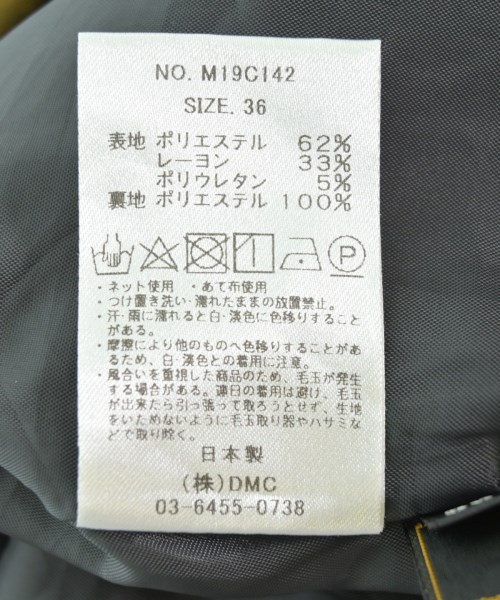 NO. M19C142
SIZE. 36
表地 ポリエステル 62%
レーヨン 33%
ポリウレタン 5%
裏地 ポリエステル 100%
P
・ネット使用 ・あて布使用
・つけ置き洗い・濡れたままの放置禁止。
・汗・雨に濡れると白・淡色に色移りすること
がある。
・摩擦により他のものへ色移りすることがあ
るため、白・淡色との着用に注意。
・風合いを重視した商品のため、毛玉が発生
する場合がある。連日の着用は避け、毛玉
が出来たら引っ張って取ろうとせず、生地
をいためないように毛玉取り器やハサミな
どで取り除く。
日本製
(株)DMC
03-6455-0738